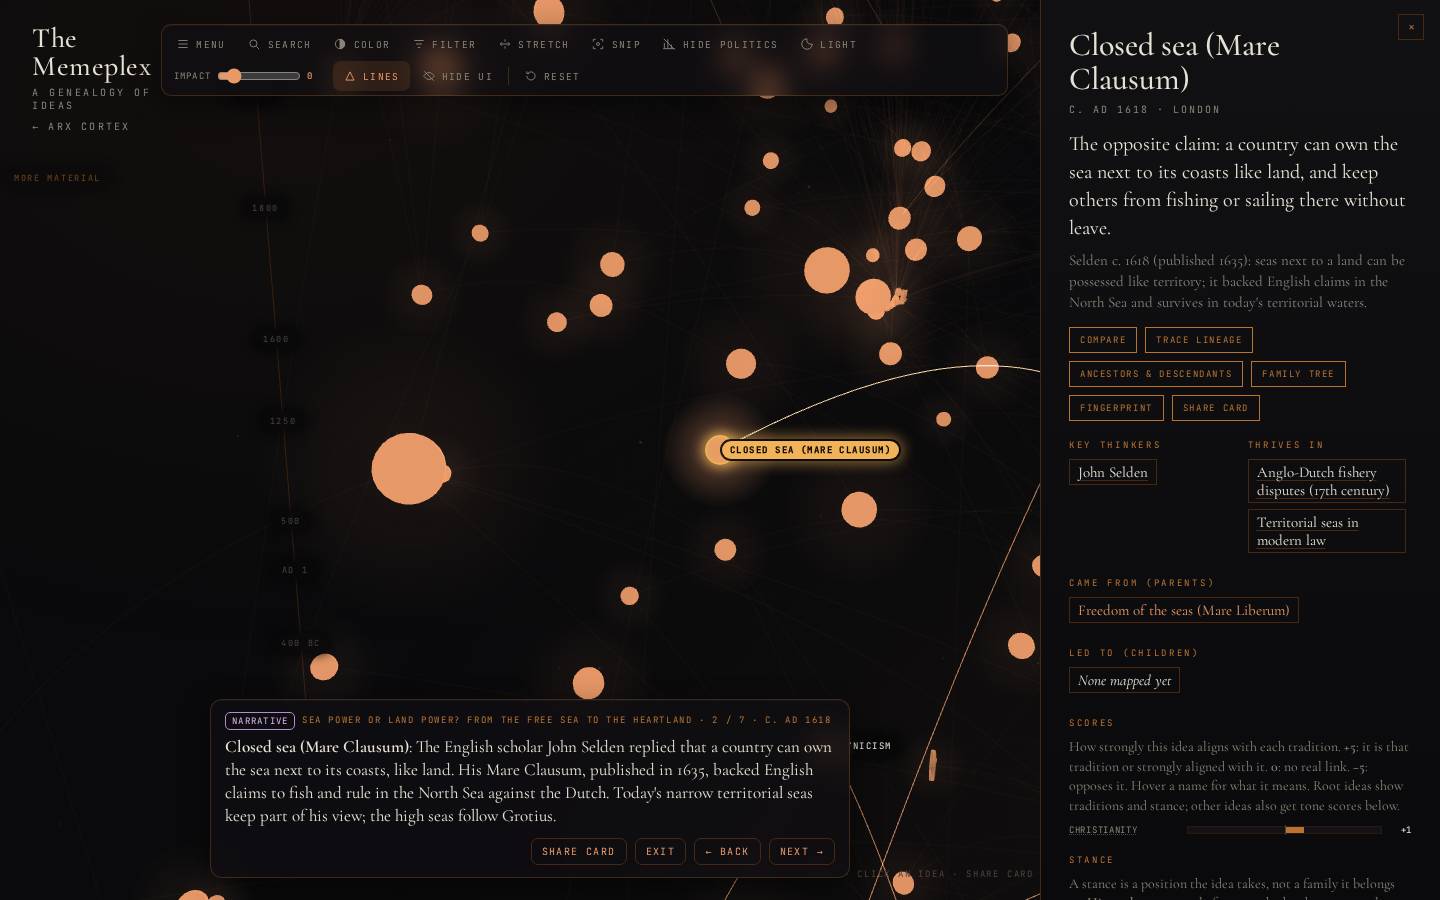 The
Memeplex
A GENEALOGY OF
IDEAS
← ARX CORTEX
MENU SEARCH COLOR FILTER STRETCH SNIP HIDE POLITICS LIGHT
IMPACT 0 LINES HIDE UI RESET
MORE MATERIAL
1800
1600
1250
500
AD 1
400 BC
CLOSED SEA (MARE CLAUSUM)
NARRATIVE SEA POWER OR LAND POWER? FROM THE FREE SEA TO THE HEARTLAND · 2 / 7 · C. AD 1618
Closed sea (Mare Clausum): The English scholar John Selden replied that a country can own
the sea next to its coasts, like land. His Mare Clausum, published in 1635, backed English
claims to fish and rule in the North Sea against the Dutch. Today's narrow territorial seas
keep part of his view; the high seas follow Grotius.
SHARE CARD EXIT ← BACK NEXT →
NICISM
IDEA · SHARE CARD
×
Closed sea (Mare
Clausum)
C. AD 1618 · LONDON
The opposite claim: a country can own the
sea next to its coasts like land, and keep
others from fishing or sailing there without
leave.
Selden c. 1618 (published 1635): seas next to a land can be
possessed like territory; it backed English claims in the
North Sea and survives in today's territorial waters.
COMPARE TRACE LINEAGE
ANCESTORS & DESCENDANTS FAMILY TREE
FINGERPRINT SHARE CARD
KEY THINKERS THRIVES IN
John Selden
Anglo-Dutch fishery
disputes (17th century)
Territorial seas in
modern law
CAME FROM (PARENTS)
Freedom of the seas (Mare Liberum)
LED TO (CHILDREN)
None mapped yet
SCORES
How strongly this idea aligns with each tradition. +5: it is that
tradition or strongly aligned with it. 0: no real link. −5:
opposes it. Hover a name for what it means. Root ideas show
traditions and stance; other ideas also get tone scores below.
CHRISTIANITY +1
STANCE
A stance is a position the idea takes, not a family it belongs